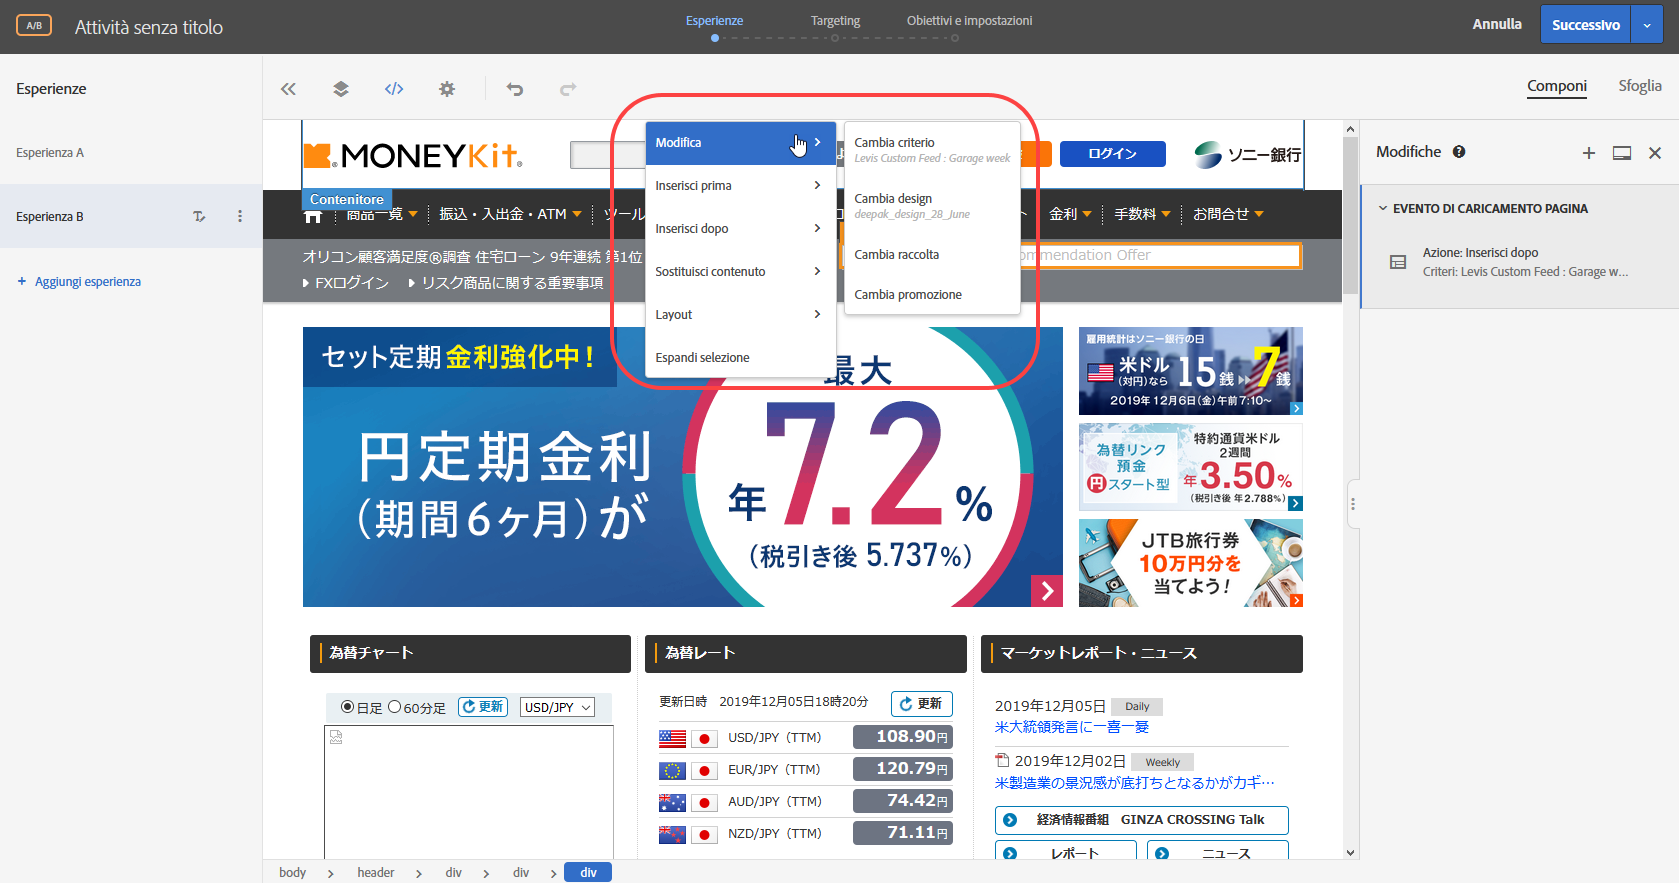 A/B
Attività senza titolo
Esperienze
Targeting
Obiettivi e impostazioni
Annulla
Successivo
Esperienze
Esperienza A
Esperienza B
+ Aggiungi esperienza
</>
Componi
Sfoglia
MONEYKit
ログイン
ソニー銀行
Contenitore
商品一覧
振込・入出金・ATM
ツール
金利
手数料
お問合せ
オリコン顧客満足度®調査 住宅ローン 9年連続 第1位
ommendation Offer
FXログイン
リスク商品に関する重要事項
Modifica
Inserisci prima
Inserisci dopo
Sostituisci contenuto
Layout
Espandi selezione
Cambia criterio
Levis Custom Feed : Garage week
Cambia design
deepak_design_28_June
Cambia raccolta
Cambia promozione
Modifiche
EVENTO DI CARICAMENTO PAGINA
Azione: Inserisci dopo
Criteri: Levis Custom Feed : Garage w...
セット定期 金利強化中!
円定期金利
(期間6ヶ月)が
最大
年7.2%
(税引き後 5.737%)
雇用統計はソニー銀行の日
米ドル
(対円)なら
15銭
7銭
2019年12月6日(金)午前7:10~
為替リンク
預金
円スタート型
特約通貨米ドル
2週間
年3.50%
(税引き後 年2.788%)
JTB旅行券
10万円分を
当てよう!
為替チャート
日足
60分足
更新
USD/JPY
為替レート
更新日時 2019年12月05日18時20分
更新
USD/JPY (TTM) 108.90円
EUR/JPY (TTM) 120.79円
AUD/JPY (TTM) 74.42円
NZD/JPY (TTM) 71.11円
マーケットレポート・ニュース
2019年12月05日 Daily
米大統領発言に一喜一憂
2019年12月02日 Weekly
米製造業の景況感が底打ちとなるかがカギ…
経済情報番組 GINZA CROSSING Talk
レポート
ニュース
body > header > div > div > div